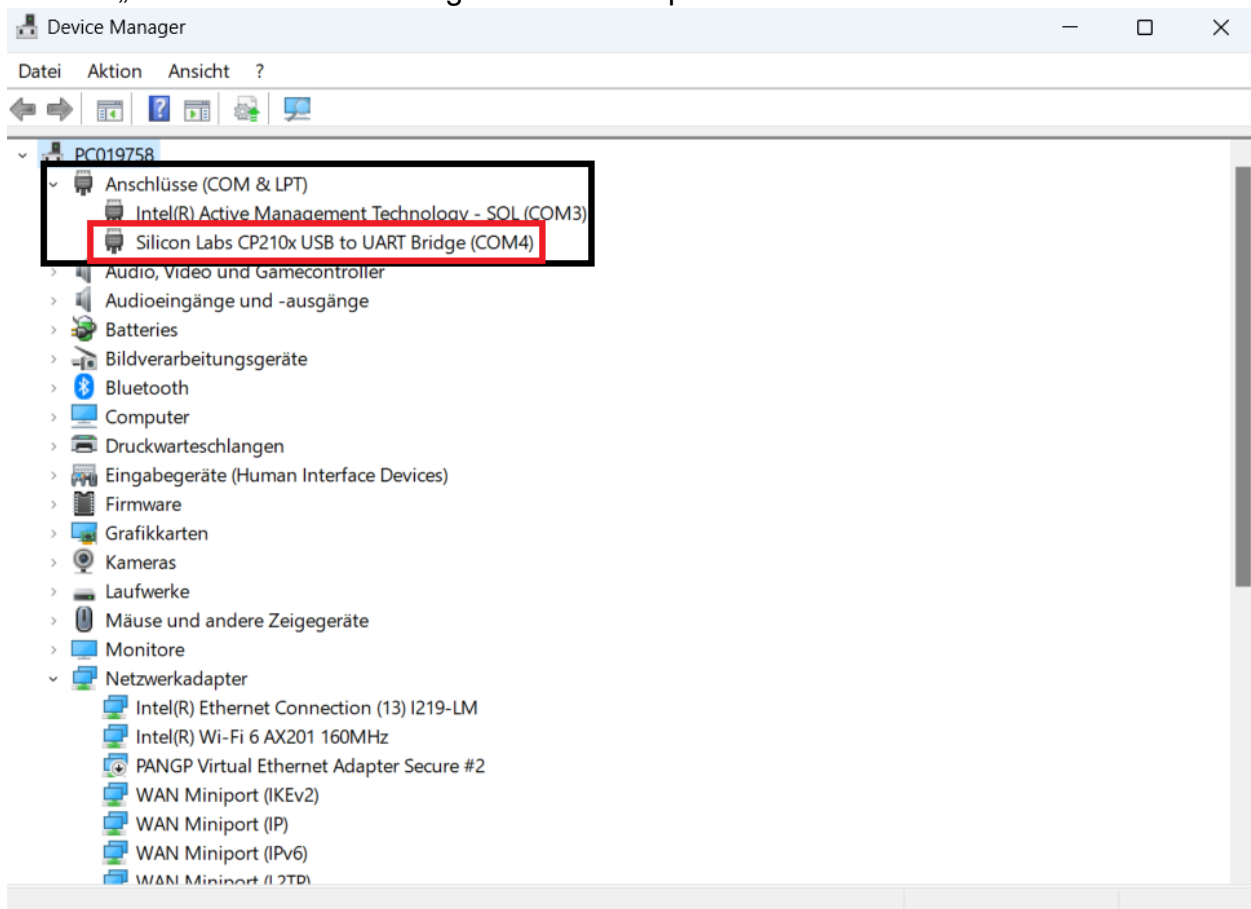 Device Manager
Datei Aktion Ansicht ?
PC019758
Anschlüsse (COM & LPT)
Intel(R) Active Management Technology - SOL (COM3)
Silicon Labs CP210x USB to UART Bridge (COM4)
Audio, Video und Gamecontroller
Audioeingänge und -ausgänge
Batteries
Bildverarbeitungsgeräte
Bluetooth
Computer
Druckwarteschlangen
Eingabegeräte (Human Interface Devices)
Firmware
Grafikkarten
Kameras
Laufwerke
Mäuse und andere Zeigegeräte
Monitore
Netzwerkadapter
Intel(R) Ethernet Connection (13) I219-LM
Intel(R) Wi-Fi 6 AX201 160MHz
PANGP Virtual Ethernet Adapter Secure #2
WAN Miniport (IKEv2)
WAN Miniport (IP)
WAN Miniport (IPv6)
WAN Miniport (L2TP)